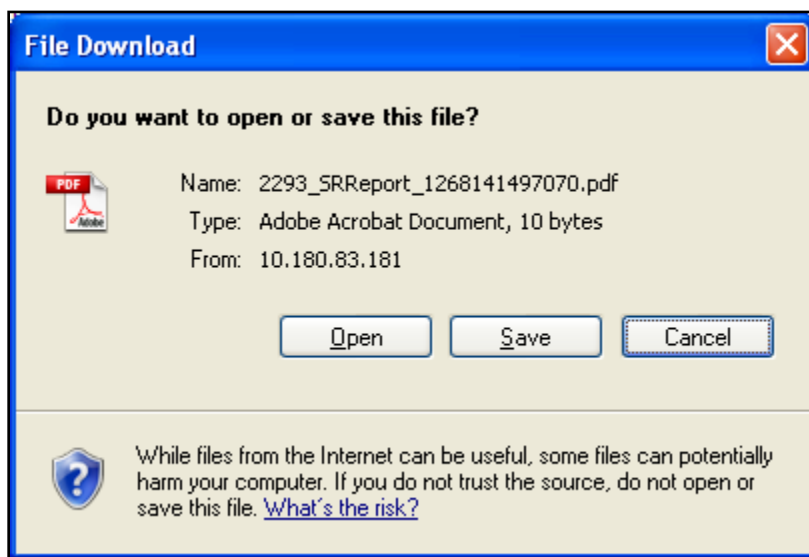 File Download
Do you want to open or save this file?
PDF
Adobe
Name: 2293_SRReport_1268141497070.pdf
Type: Adobe Acrobat Document, 10 bytes
From: 10.180.83.181
Open Save Cancel
While files from the Internet can be useful, some files can potentially
harm your computer. If you do not trust the source, do not open or
save this file. What's the risk?